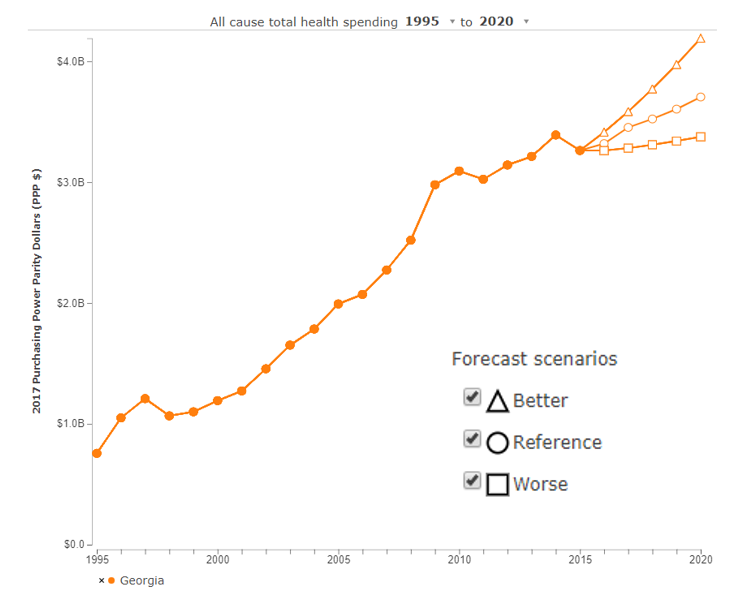 All cause total health spending 1995 ▾ to 2020 ▾
$4.0B
$3.0B
$2.0B
$1.0B
$0.0
2017 Purchasing Power Parity Dollars (PPP $)
Forecast scenarios
Better
Reference
Worse
1995 2000 2005 2010 2015 2020
× Georgia